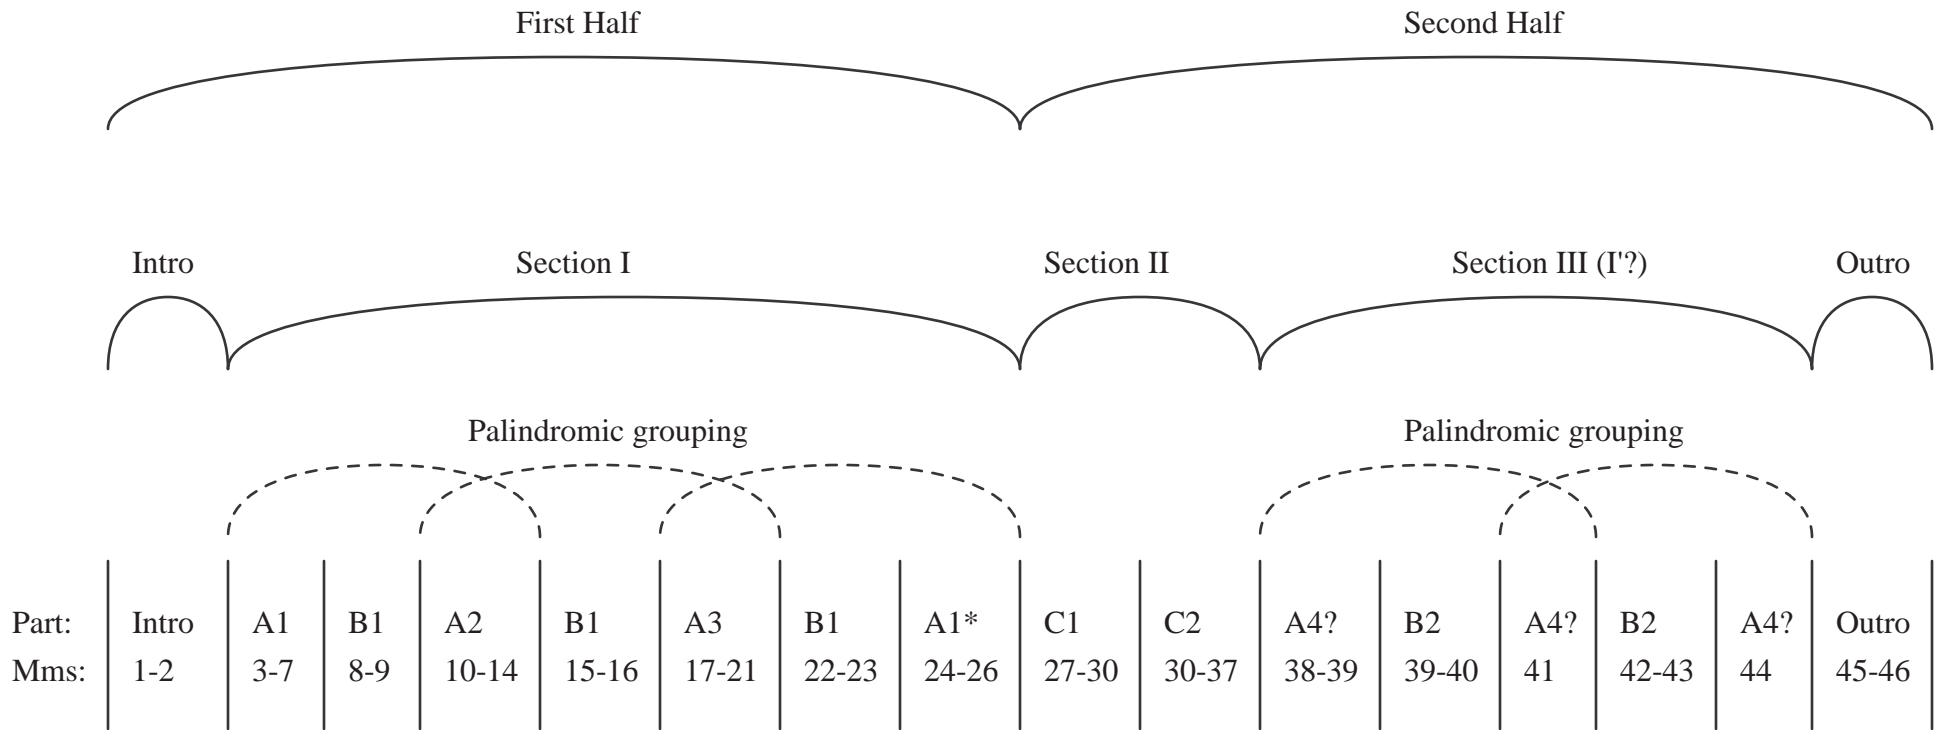 First Half Second Half
Intro Section I Section II Section III (I'?) Outro
Palindromic grouping Palindromic grouping
Part: Intro A1 B1 A2 B1 A3 B1 A1* C1 C2 A4? B2 A4? B2 A4? Outro
Mms: 1-2 3-7 8-9 10-14 15-16 17-21 22-23 24-26 27-30 30-37 38-39 39-40 41 42-43 44 45-46